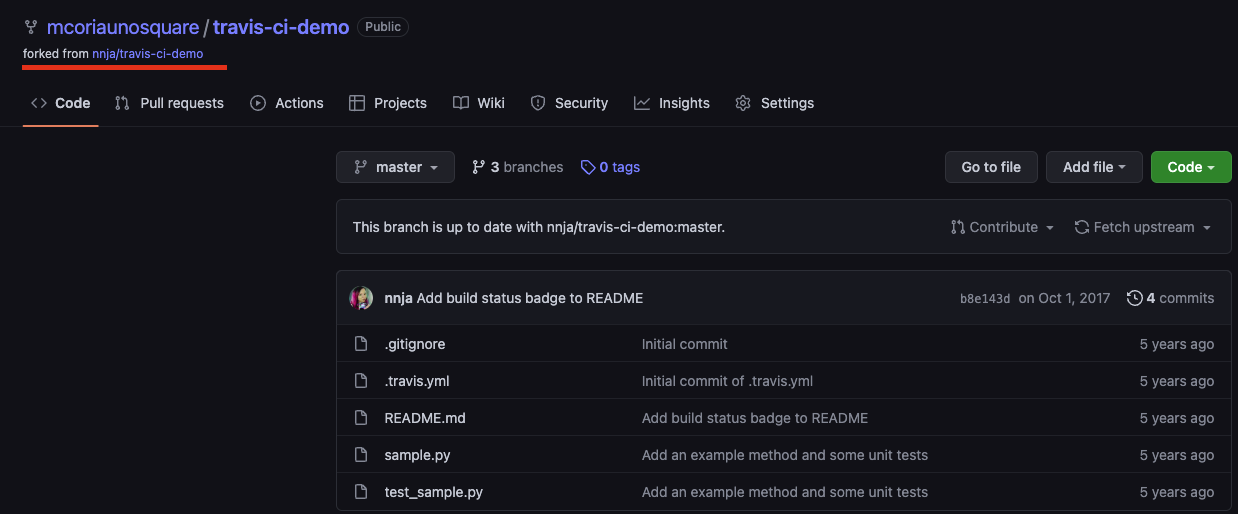 mcoriaunosquare / travis-ci-demo Public
forked from nnja/travis-ci-demo
Code Pull requests Actions Projects Wiki Security Insights Settings
master 3 branches 0 tags Go to file Add file Code
This branch is up to date with nnja/travis-ci-demo:master. Contribute Fetch upstream
nnja Add build status badge to README b8e143d on Oct 1, 2017 4 commits
.gitignore Initial commit 5 years ago
.travis.yml Initial commit of .travis.yml 5 years ago
README.md Add build status badge to README 5 years ago
sample.py Add an example method and some unit tests 5 years ago
test_sample.py Add an example method and some unit tests 5 years ago